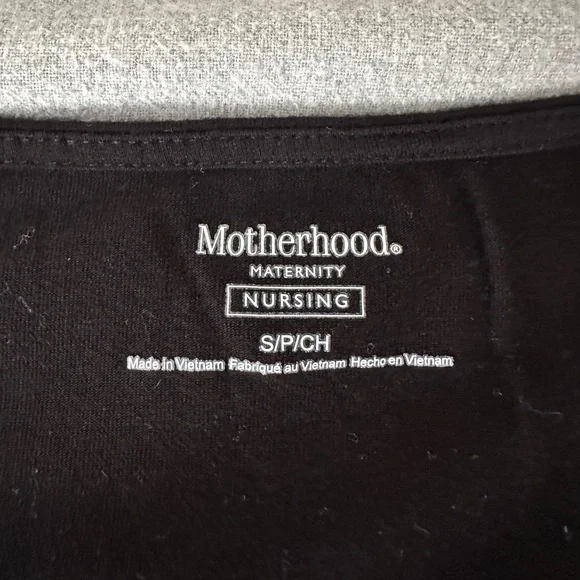 Motherhood®
MATERNITY
NURSING
S/P/CH
Made in Vietnam Fabriqué au Vietnam Hecho en Vietnam